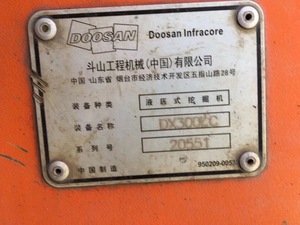 DOOSAN Doosan Infracore
斗山工程机械(中国)有限公司
中国·山东省 烟台市经济技术开发区五指山路28号
装备种类 液压式挖掘机
装备名称 DX300LC
系列号 20551
中国制造